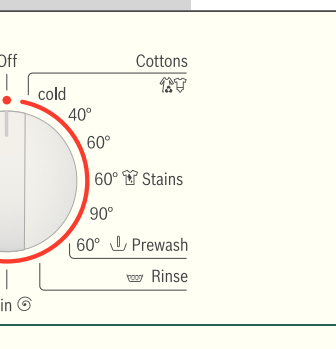 Off
Cottons
cold
40°
60°
60° Stains
90°
60° Prewash
Rinse
in